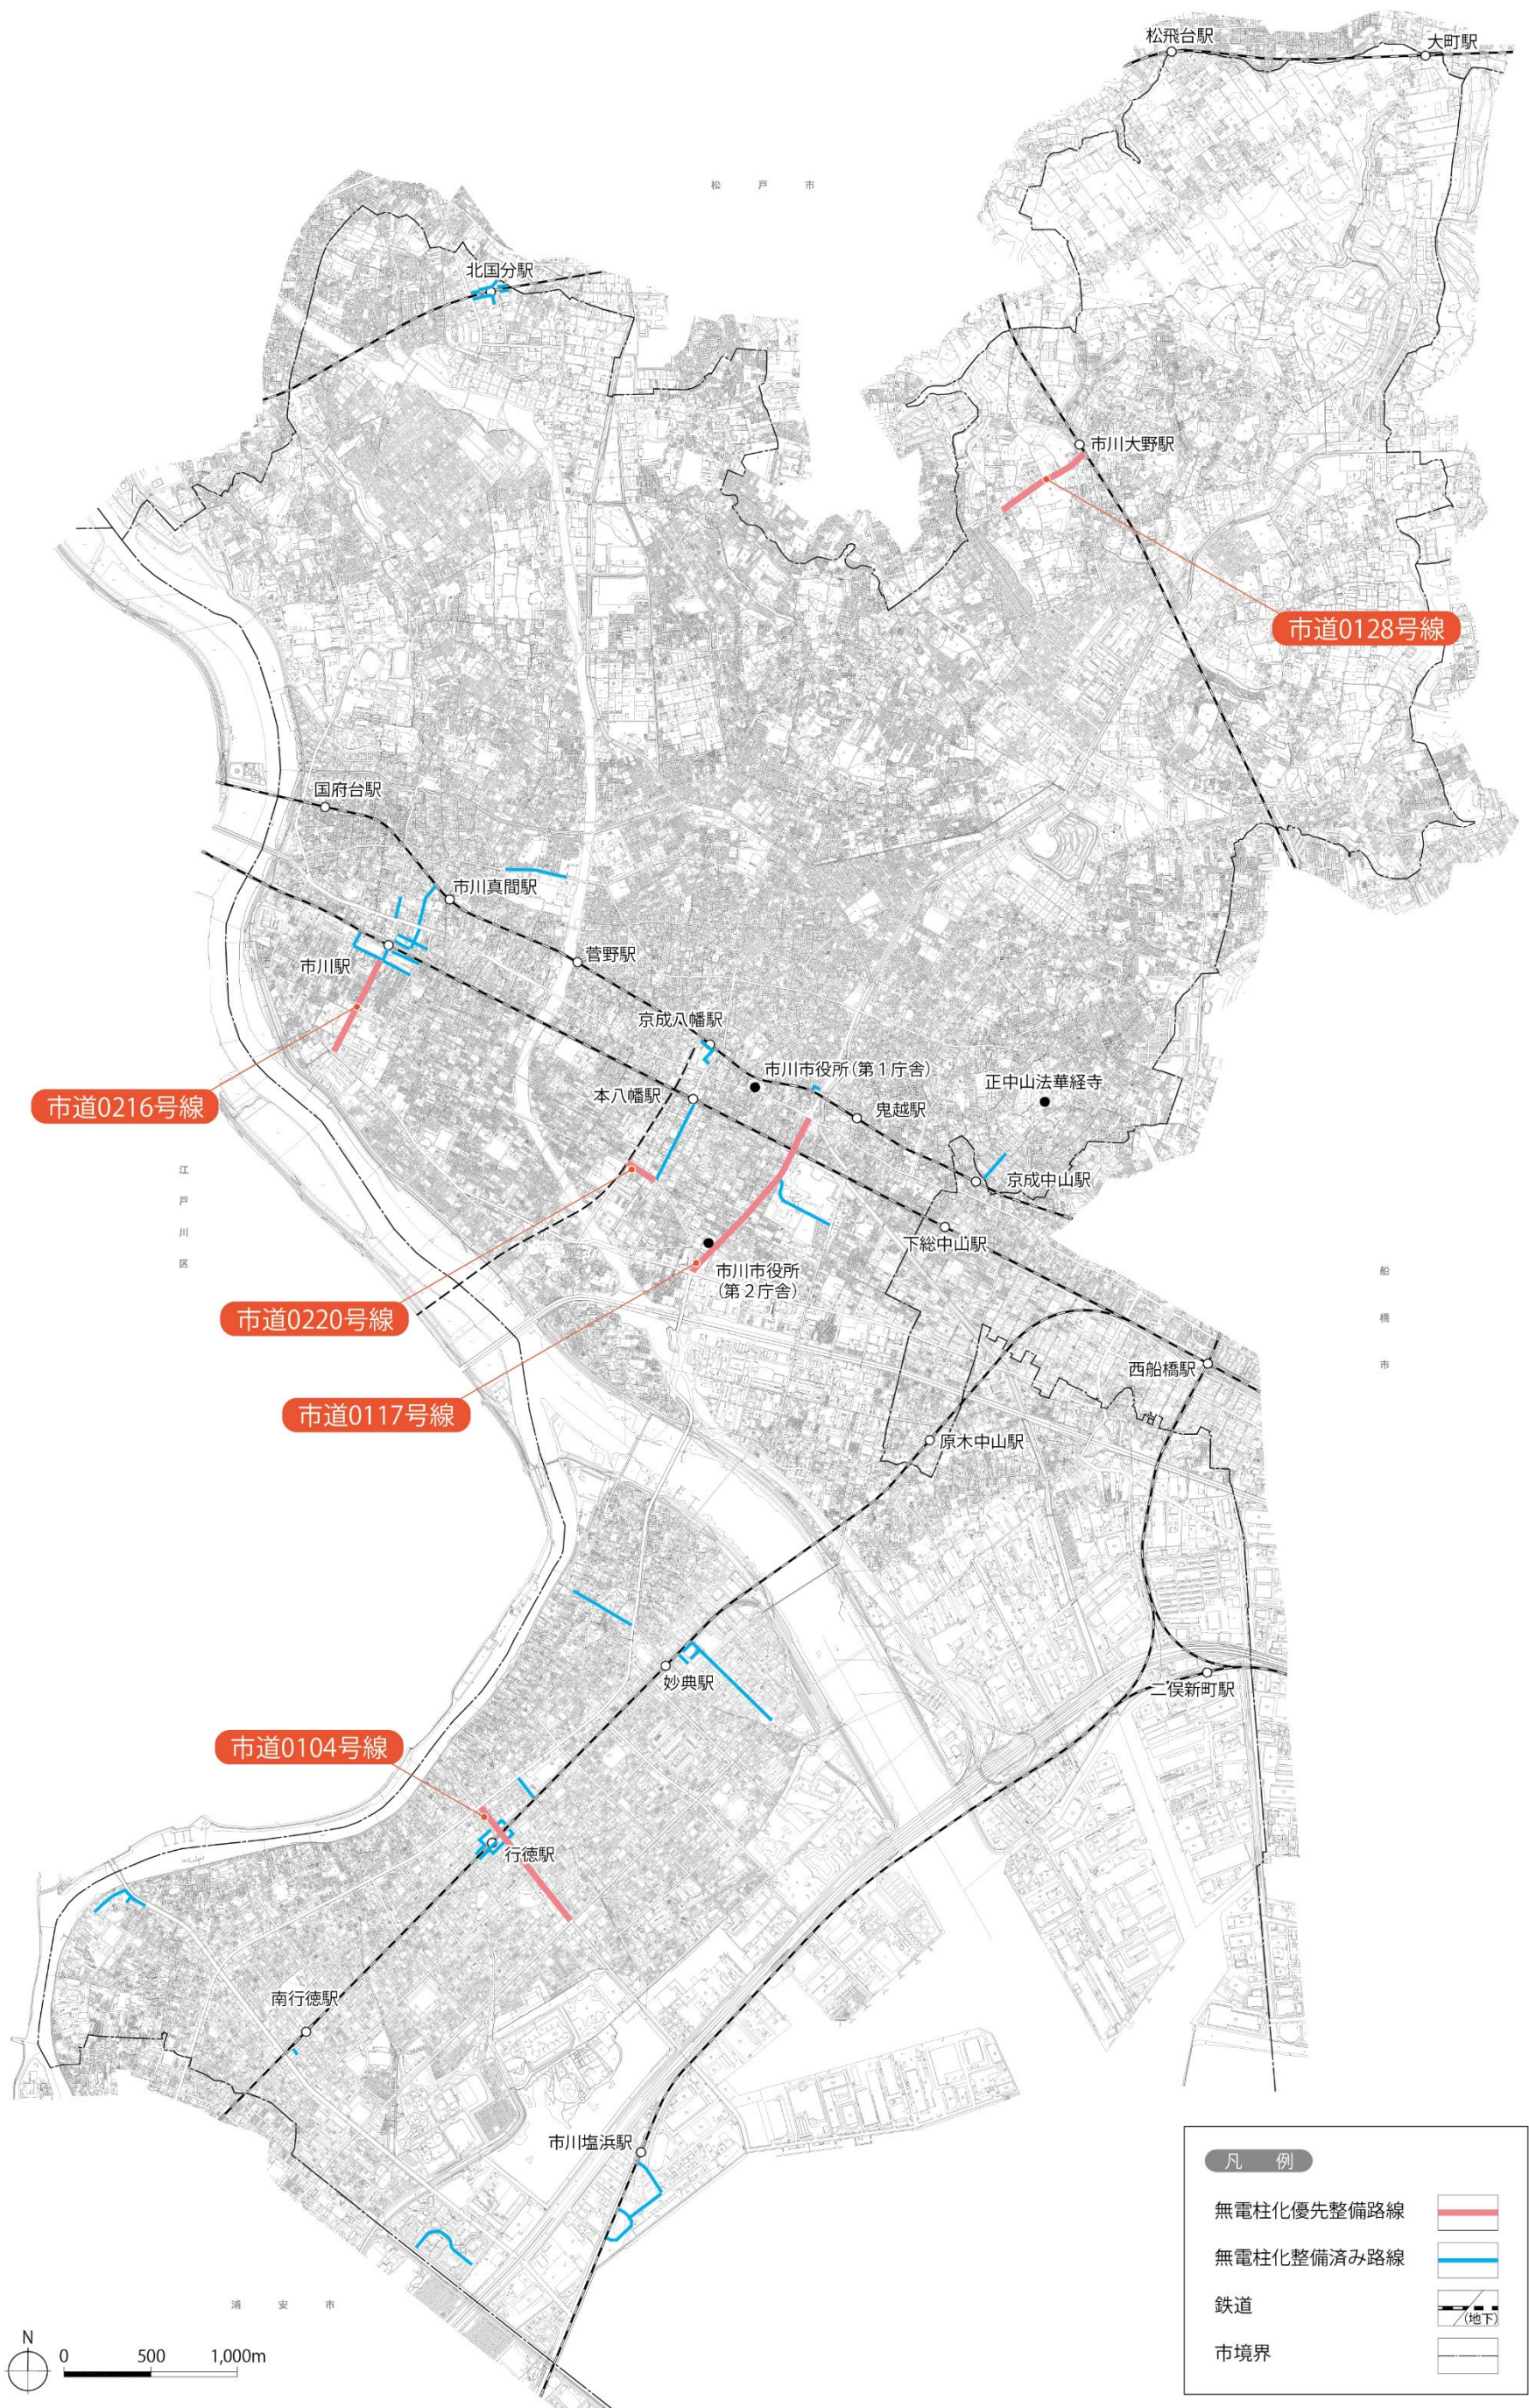 松飛台駅
大町駅
松戸市
北国分駅
市川大野駅
市道0128号線
国府台駅
市川真間駅
菅野駅
市川駅
京成八幡駅
市川市役所(第1庁舎)
正中山法華経寺
本八幡駅
鬼越駅
市道0216号線
江戸川区
京成中山駅
下総中山駅
市川市役所
(第2庁舎)
船橋市
市道0220号線
西船橋駅
市道0117号線
原木中山駅
妙典駅
二俣新町駅
市道0104号線
行徳駅
南行徳駅
市川塩浜駅
浦安市
凡例
無電柱化優先整備路線
無電柱化整備済み路線
鉄道
(地下)
市境界
N
0 500 1,000m